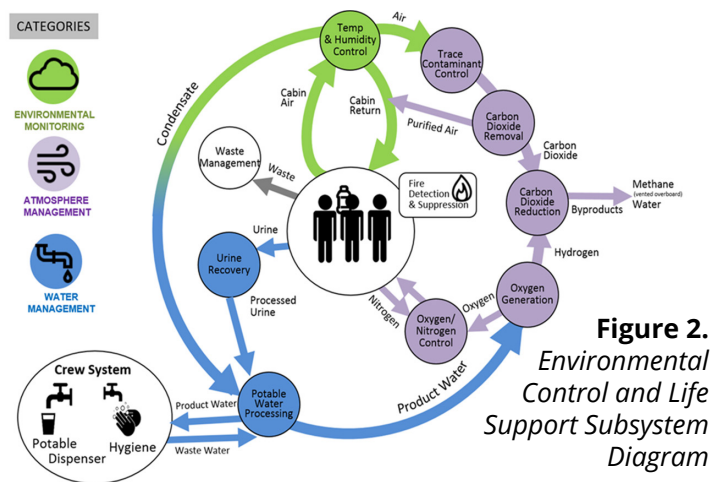 CATEGORIES
ENVIRONMENTAL
MONITORING
ATMOSPHERE
MANAGEMENT
WATER
MANAGEMENT
Temp
& Humidity
Control
Air
Trace
Contaminant
Control
Condensate
Cabin
Air
Cabin
Return
Purified Air
Carbon
Dioxide
Removal
Carbon
Dioxide
Waste
Management
Waste
Fire
Detection
& Suppression
Carbon
Dioxide
Reduction
Methane
(vented overboard)
Byproducts
Water
Urine
Urine
Recovery
Hydrogen
Processed
Urine
Nitrogen
Oxygen
Oxygen
Generation
Oxygen/
Nitrogen
Control
Crew System
Potable
Dispenser
Hygiene
Product Water
Waste Water
Potable
Water
Processing
Product Water
Figure 2.
Environmental
Control and Life
Support Subsystem
Diagram